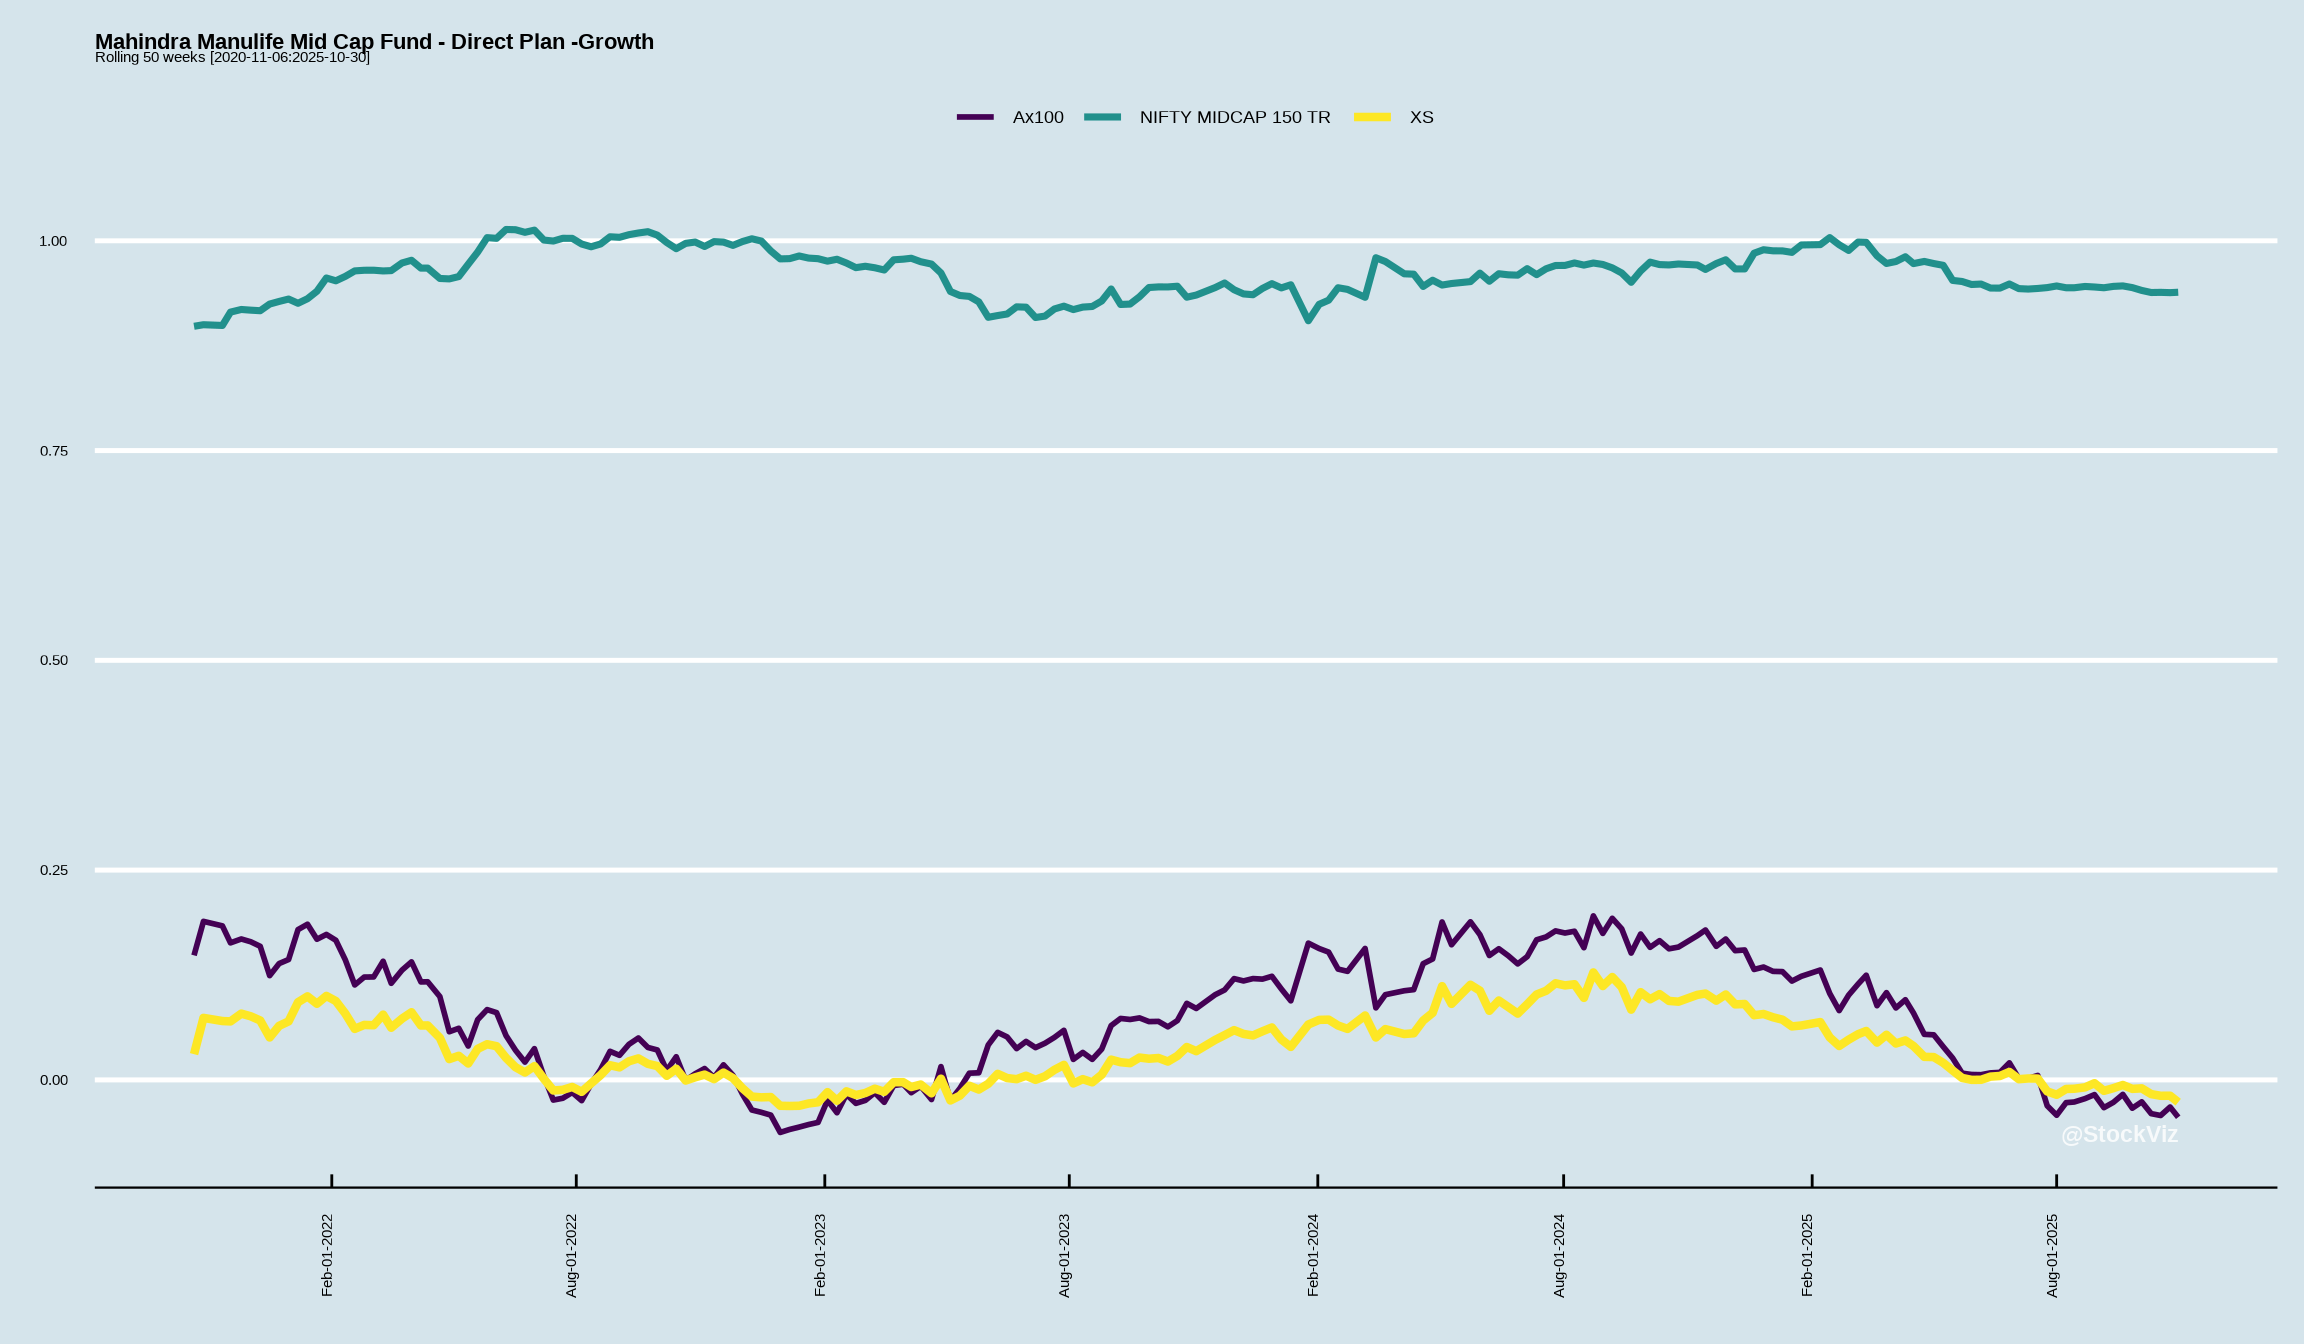 Mahindra Manulife Mid Cap Fund - Direct Plan -Growth
Rolling 50 weeks [2020-11-06:2025-10-30]
Ax100 NIFTY MIDCAP 150 TR XS
1.00
0.75
0.50
0.25
0.00
@StockViz
Feb-01-2022 Aug-01-2022 Feb-01-2023 Aug-01-2023 Feb-01-2024 Aug-01-2024 Feb-01-2025 Aug-01-2025